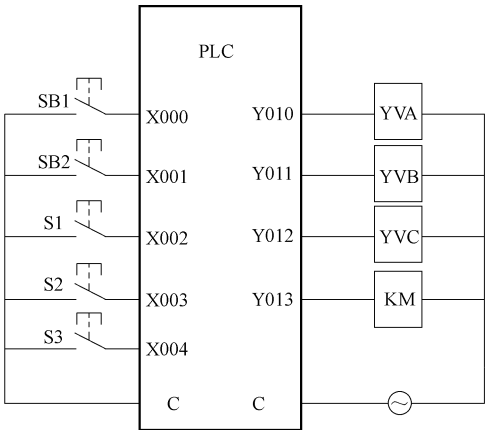 PLC
SB1 X000 Y010 YVA
SB2 X001 Y011 YVB
S1 X002 Y012 YVC
S2 X003 Y013 KM
S3 X004
C C